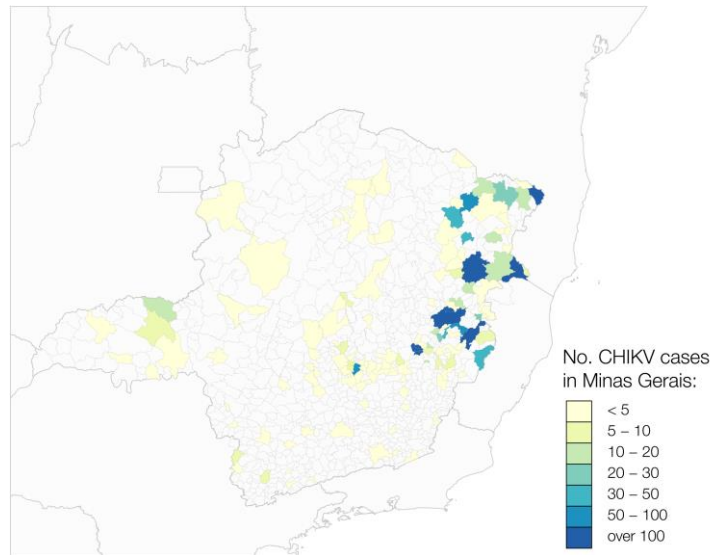 No. CHIKV cases
in Minas Gerais:
< 5
5 – 10
10 – 20
20 – 30
30 – 50
50 – 100
over 100